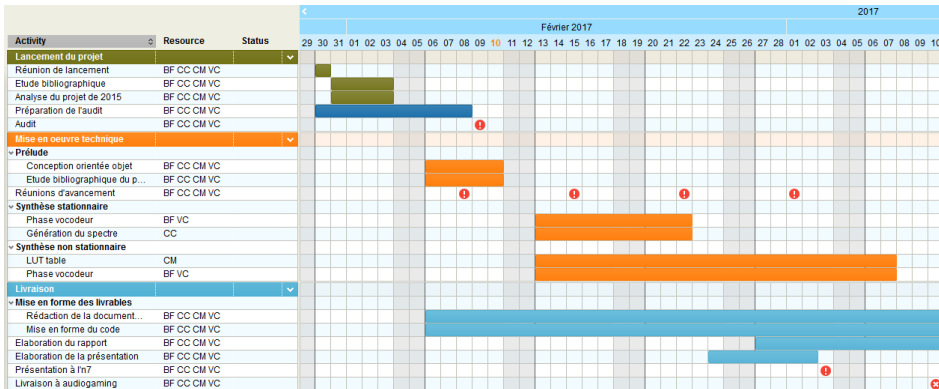 2017
Février 2017
Activity Resource Status 29 30 31 01 02 03 04 05 06 07 08 09 10 11 12 13 14 15 16 17 18 19 20 21 22 23 24 25 26 27 28 01 02 03 04 05 06 07 08 09 10
Lancement du projet
Réunion de lancement BF CC CM VC
Etude bibliographique BF CC CM VC
Analyse du projet de 2015 BF CC CM VC
Préparation de l'audit BF CC CM VC
Audit BF CC CM VC
Mise en oeuvre technique
Prélude
Conception orientée objet BF CC CM VC
Etude bibliographique du p... BF CC CM VC
Réunions d'avancement BF CC CM VC
Synthèse stationnaire
Phase vocodeur BF VC
Génération du spectre CC
Synthèse non stationnaire
LUT table CM
Phase vocodeur BF VC
Livraison
Mise en forme des livrables
Rédaction de la document... BF CC CM VC
Mise en forme du code BF CC CM VC
Elaboration du rapport BF CC CM VC
Elaboration de la présentation BF CC CM VC
Présentation à l'n7 BF CC CM VC
Livraison à audiogaming BF CC CM VC